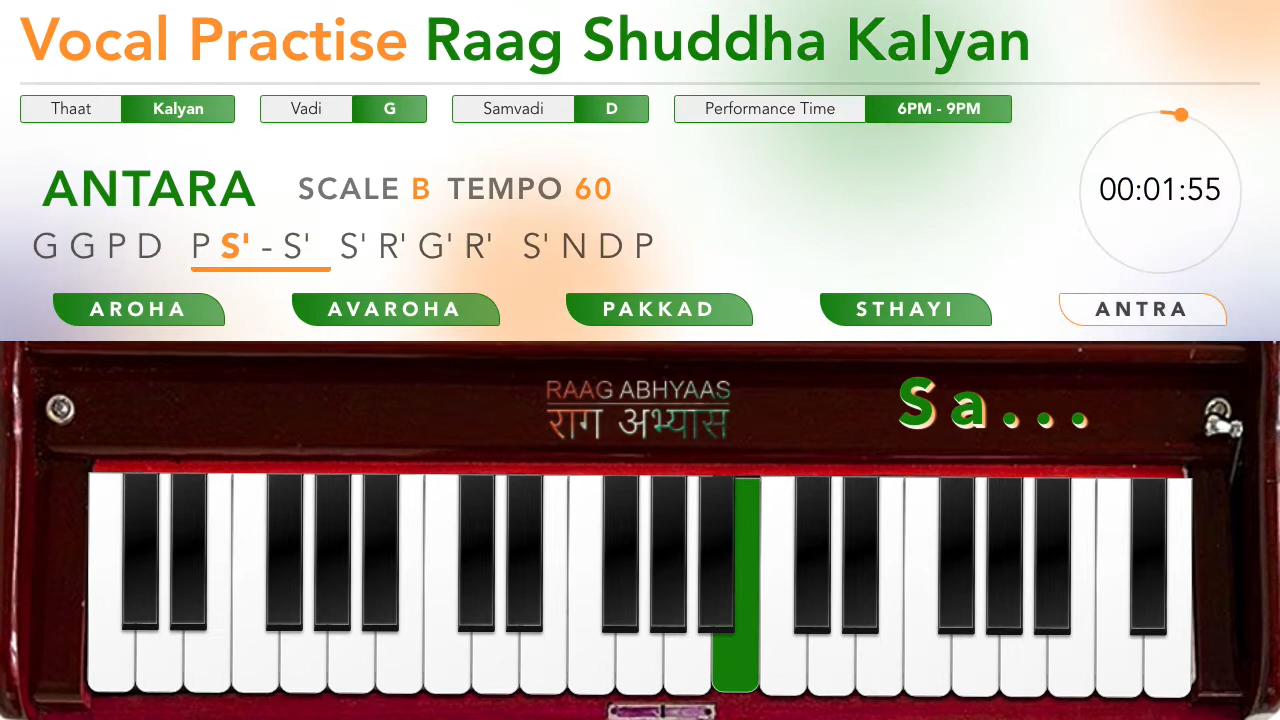 Vocal Practise Raag Shuddha Kalyan
Thaat Kalyan Vadi G Samvadi D Performance Time 6PM - 9PM
00:01:55
ANTARA SCALE B TEMPO 60
G G P D P S' - S' S' R' G' R' S' N D P
AROHA AVAROHA PAKKAD STHAYI ANTRA
RAAG ABHYAAS
राग अभ्यास
Sa...